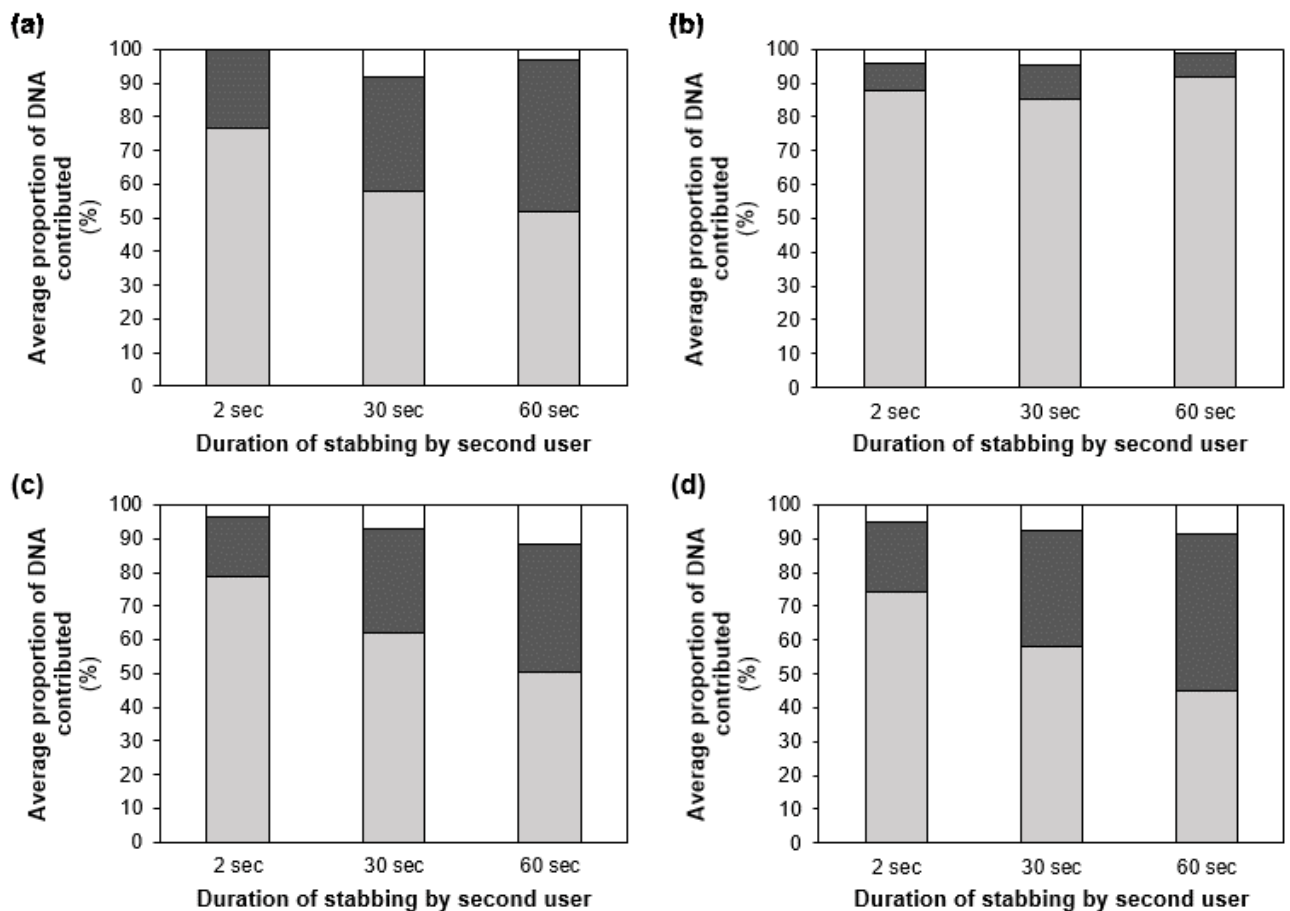 (a)
Average proportion of DNA
contributed
(%)
100
90
80
70
60
50
40
30
20
10
0
2 sec 30 sec 60 sec
Duration of stabbing by second user
(b)
Average proportion of DNA
contributed
(%)
100
90
80
70
60
50
40
30
20
10
0
2 sec 30 sec 60 sec
Duration of stabbing by second user
(c)
Average proportion of DNA
contributed
(%)
100
90
80
70
60
50
40
30
20
10
0
2 sec 30 sec 60 sec
Duration of stabbing by second user
(d)
Average proportion of DNA
contributed
(%)
100
90
80
70
60
50
40
30
20
10
0
2 sec 30 sec 60 sec
Duration of stabbing by second user